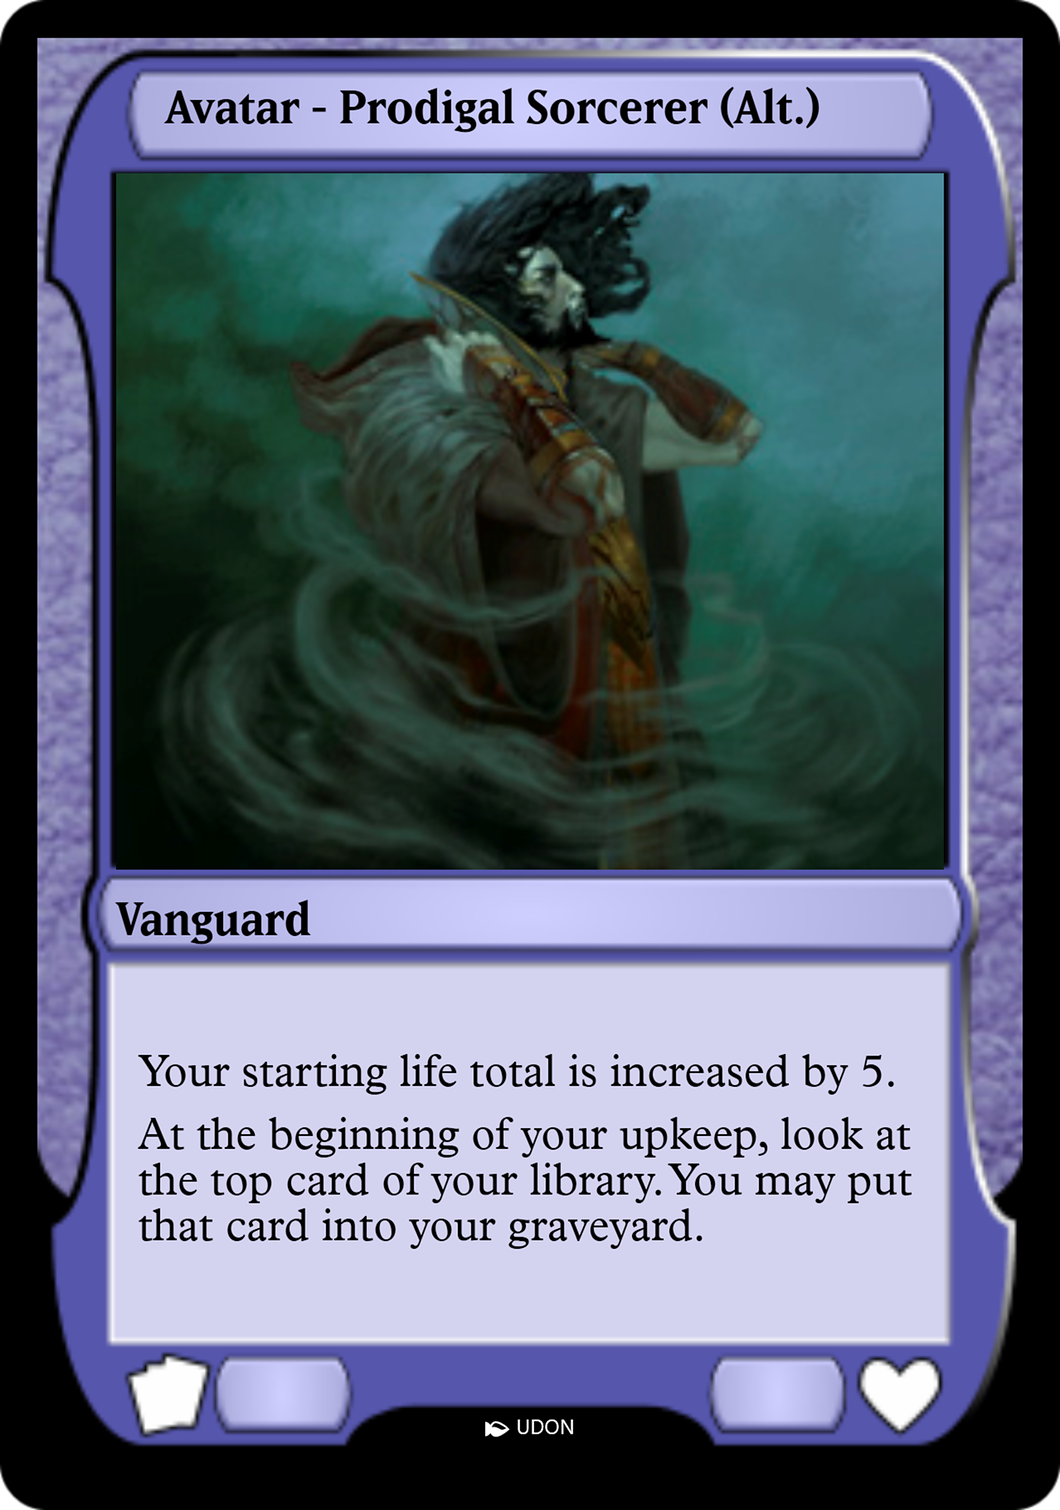 Avatar - Prodigal Sorcerer (Alt.)
Vanguard
Your starting life total is increased by 5.
At the beginning of your upkeep, look at
the top card of your library. You may put
that card into your graveyard.
UDON